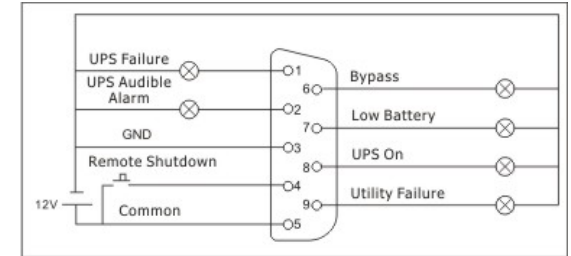 UPS Failure
1
6
Bypass
UPS Audible
Alarm
2
7
Low Battery
GND
3
8
UPS On
Remote Shutdown
4
9
Utility Failure
12V
Common
5